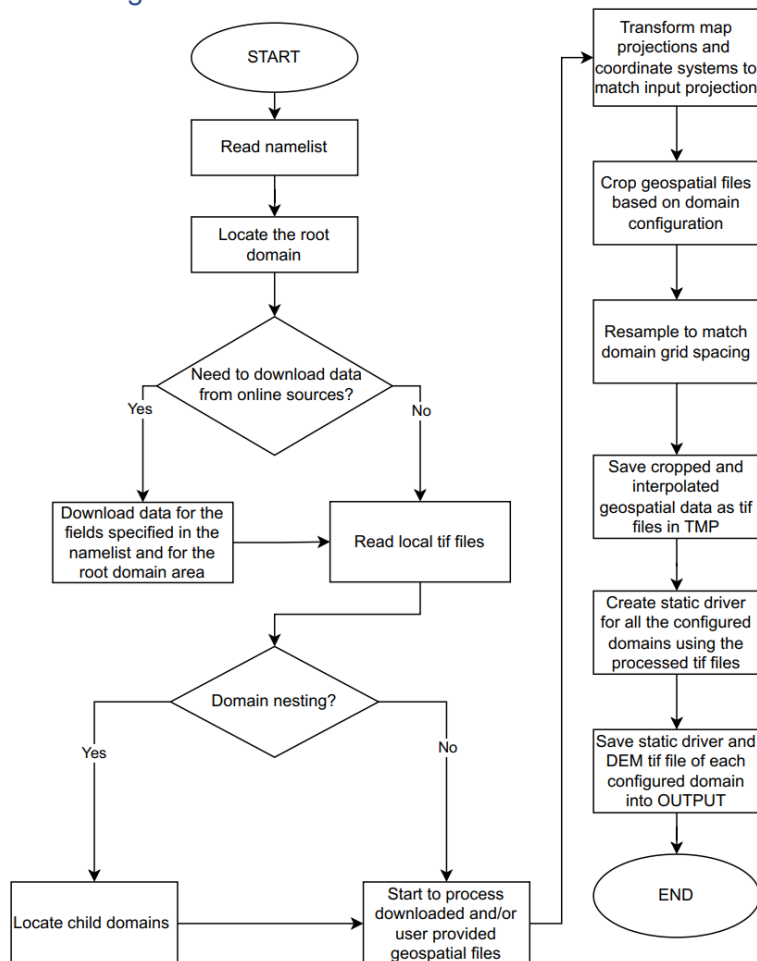 START
Read namelist
Locate the root
domain
Need to download data
from online sources?
Yes
No
Download data for the
fields specified in the
namelist and for the
root domain area
Read local tif files
Domain nesting?
Yes
No
Locate child domains
Start to process
downloaded and/or
user provided
geospatial files
Transform map
projections and
coordinate systems to
match input projection
Crop geospatial files
based on domain
configuration
Resample to match
domain grid spacing
Save cropped and
interpolated
geospatial data as tif
files in TMP
Create static driver
for all the configured
domains using the
processed tif files
Save static driver and
DEM tif file of each
configured domain
into OUTPUT
END